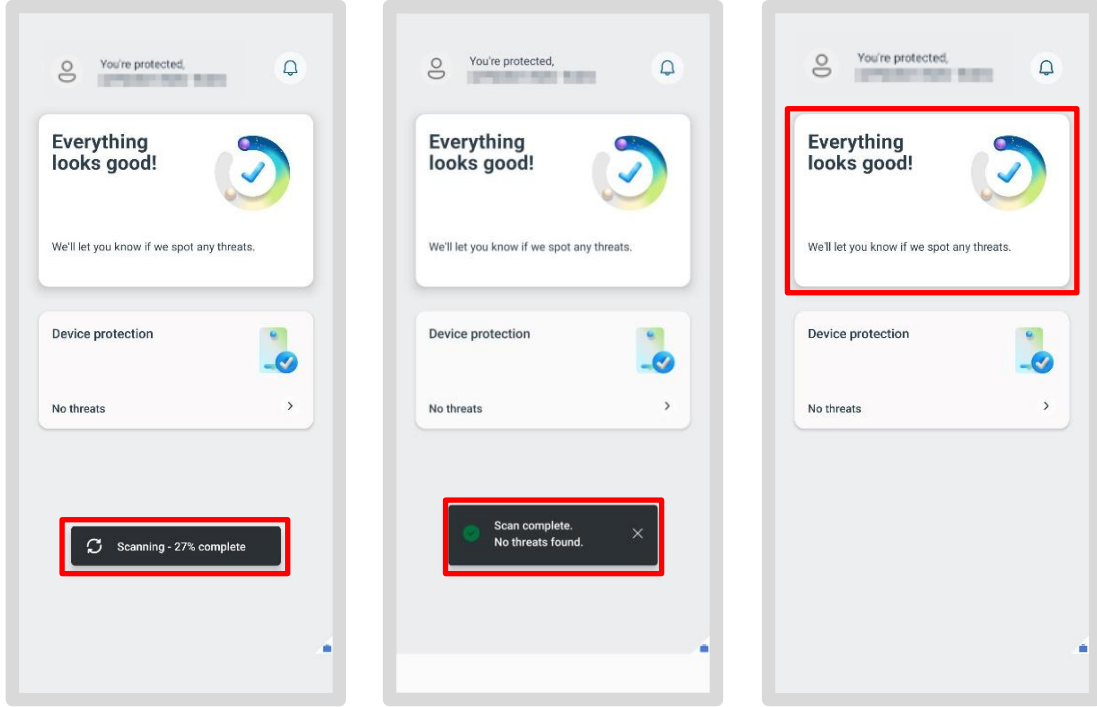 You're protected,
Everything
looks good!
We'll let you know if we spot any threats.
Device protection
No threats
Scanning - 27% complete
You're protected,
Everything
looks good!
We'll let you know if we spot any threats.
Device protection
No threats
Scan complete.
No threats found.
You're protected,
Everything
looks good!
We'll let you know if we spot any threats.
Device protection
No threats